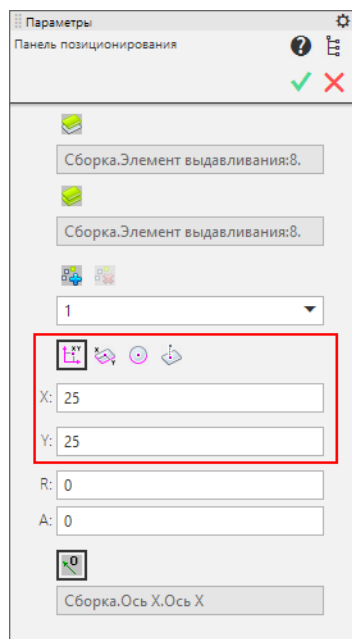 Параметры
Панель позиционирования
Сборка.Элемент выдавливания:8.
Сборка.Элемент выдавливания:8.
1
X: 25
Y: 25
R: 0
A: 0
Сборка.Ось X.Ось X